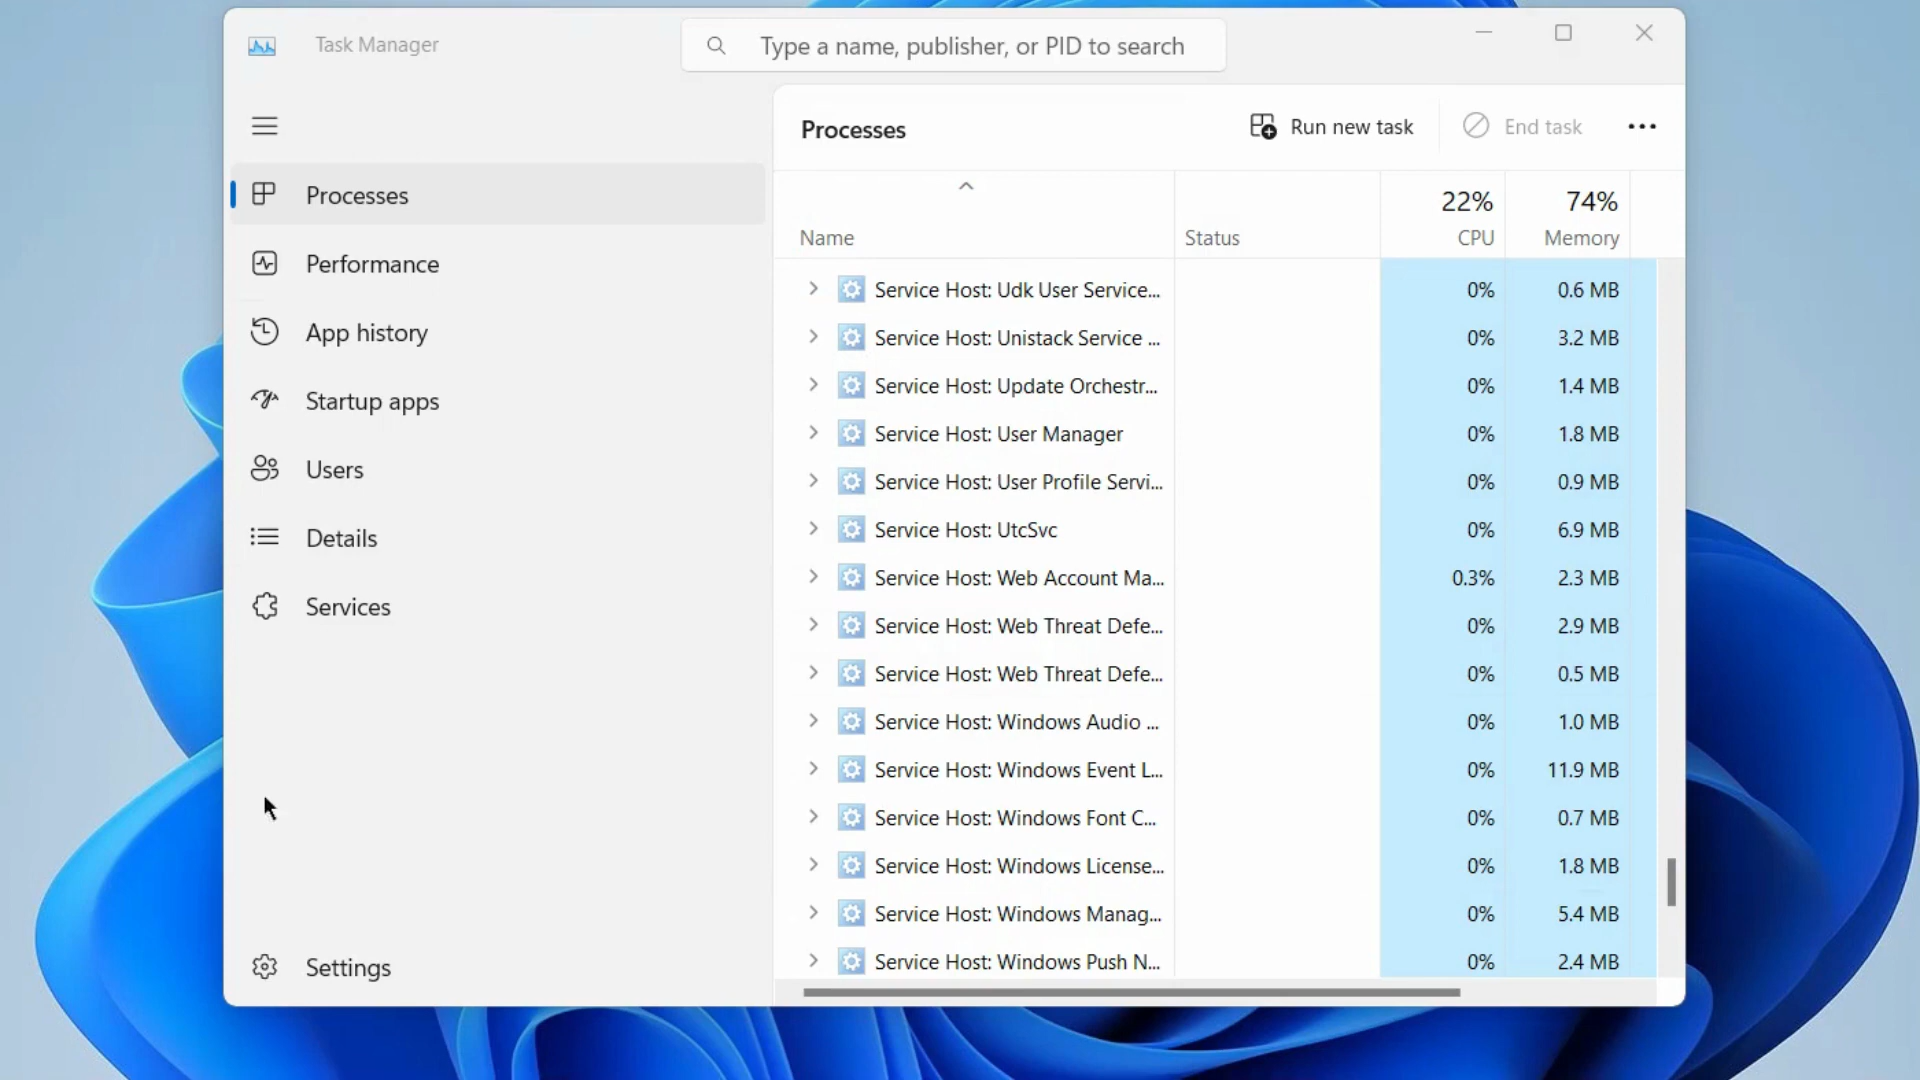 Task Manager
Type a name, publisher, or PID to search
Processes
Performance
App history
Startup apps
Users
Details
Services
Settings
Processes
Run new task
End task
22%
74%
Name
Status
CPU
Memory
Service Host: Udk User Service... 0% 0.6 MB
Service Host: Unistack Service ... 0% 3.2 MB
Service Host: Update Orchestr... 0% 1.4 MB
Service Host: User Manager 0% 1.8 MB
Service Host: User Profile Servi... 0% 0.9 MB
Service Host: UtcSvc 0% 6.9 MB
Service Host: Web Account Ma... 0.3% 2.3 MB
Service Host: Web Threat Defe... 0% 2.9 MB
Service Host: Web Threat Defe... 0% 0.5 MB
Service Host: Windows Audio ... 0% 1.0 MB
Service Host: Windows Event L... 0% 11.9 MB
Service Host: Windows Font C... 0% 0.7 MB
Service Host: Windows License... 0% 1.8 MB
Service Host: Windows Manag... 0% 5.4 MB
Service Host: Windows Push N... 0% 2.4 MB